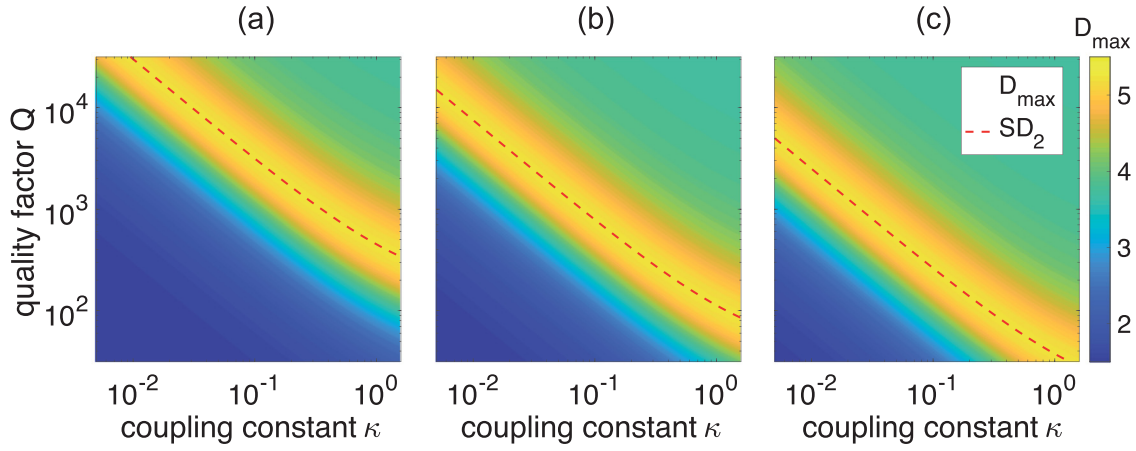 (a)
(b)
(c)
D_max
quality factor Q
10^4
10^3
10^2
10^-2
10^-1
10^0
coupling constant κ
10^-2
10^-1
10^0
coupling constant κ
D_max
SD_2
10^-2
10^-1
10^0
coupling constant κ
5
4
3
2